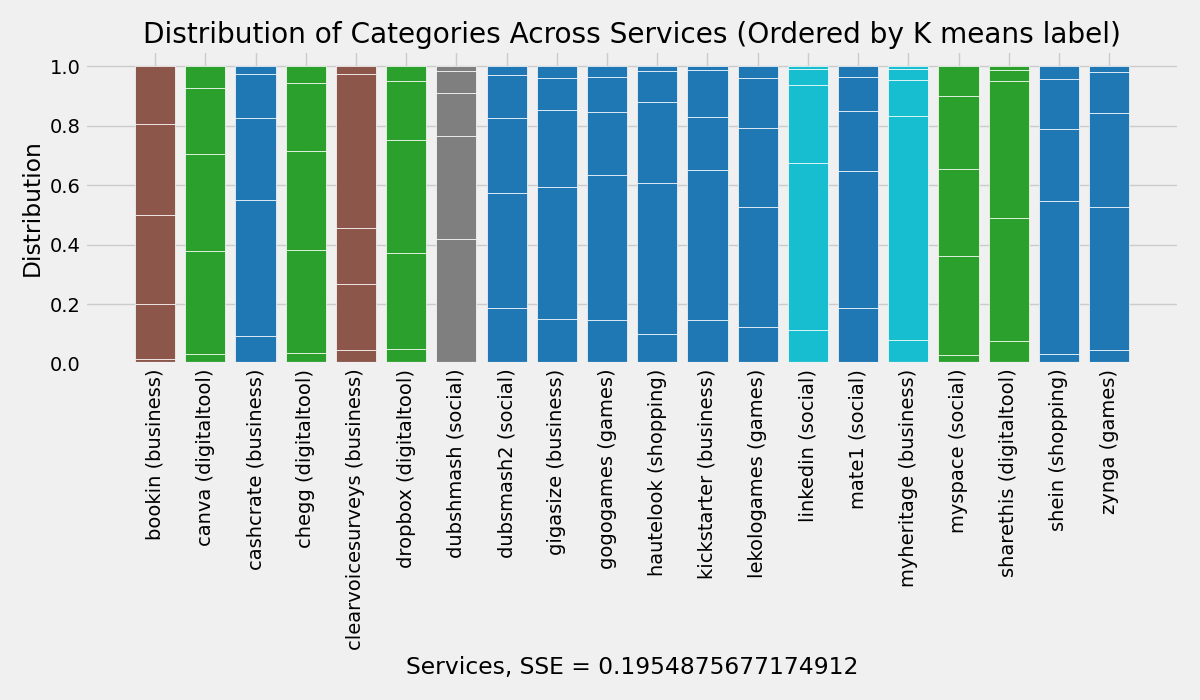 Distribution of Categories Across Services (Ordered by K means label)
Distribution
1.0
0.8
0.6
0.4
0.2
0.0
bookin (business)
canva (digitaltool)
cashcrate (business)
chegg (digitaltool)
clearvoicesurveys (business)
dropbox (digitaltool)
dubshmash (social)
dubsmash2 (social)
gigasize (business)
gogogames (games)
hautelook (shopping)
kickstarter (business)
lekologames (games)
linkedin (social)
mate1 (social)
myheritage (business)
myspace (social)
sharethis (digitaltool)
shein (shopping)
zynga (games)
Services, SSE = 0.1954875677174912